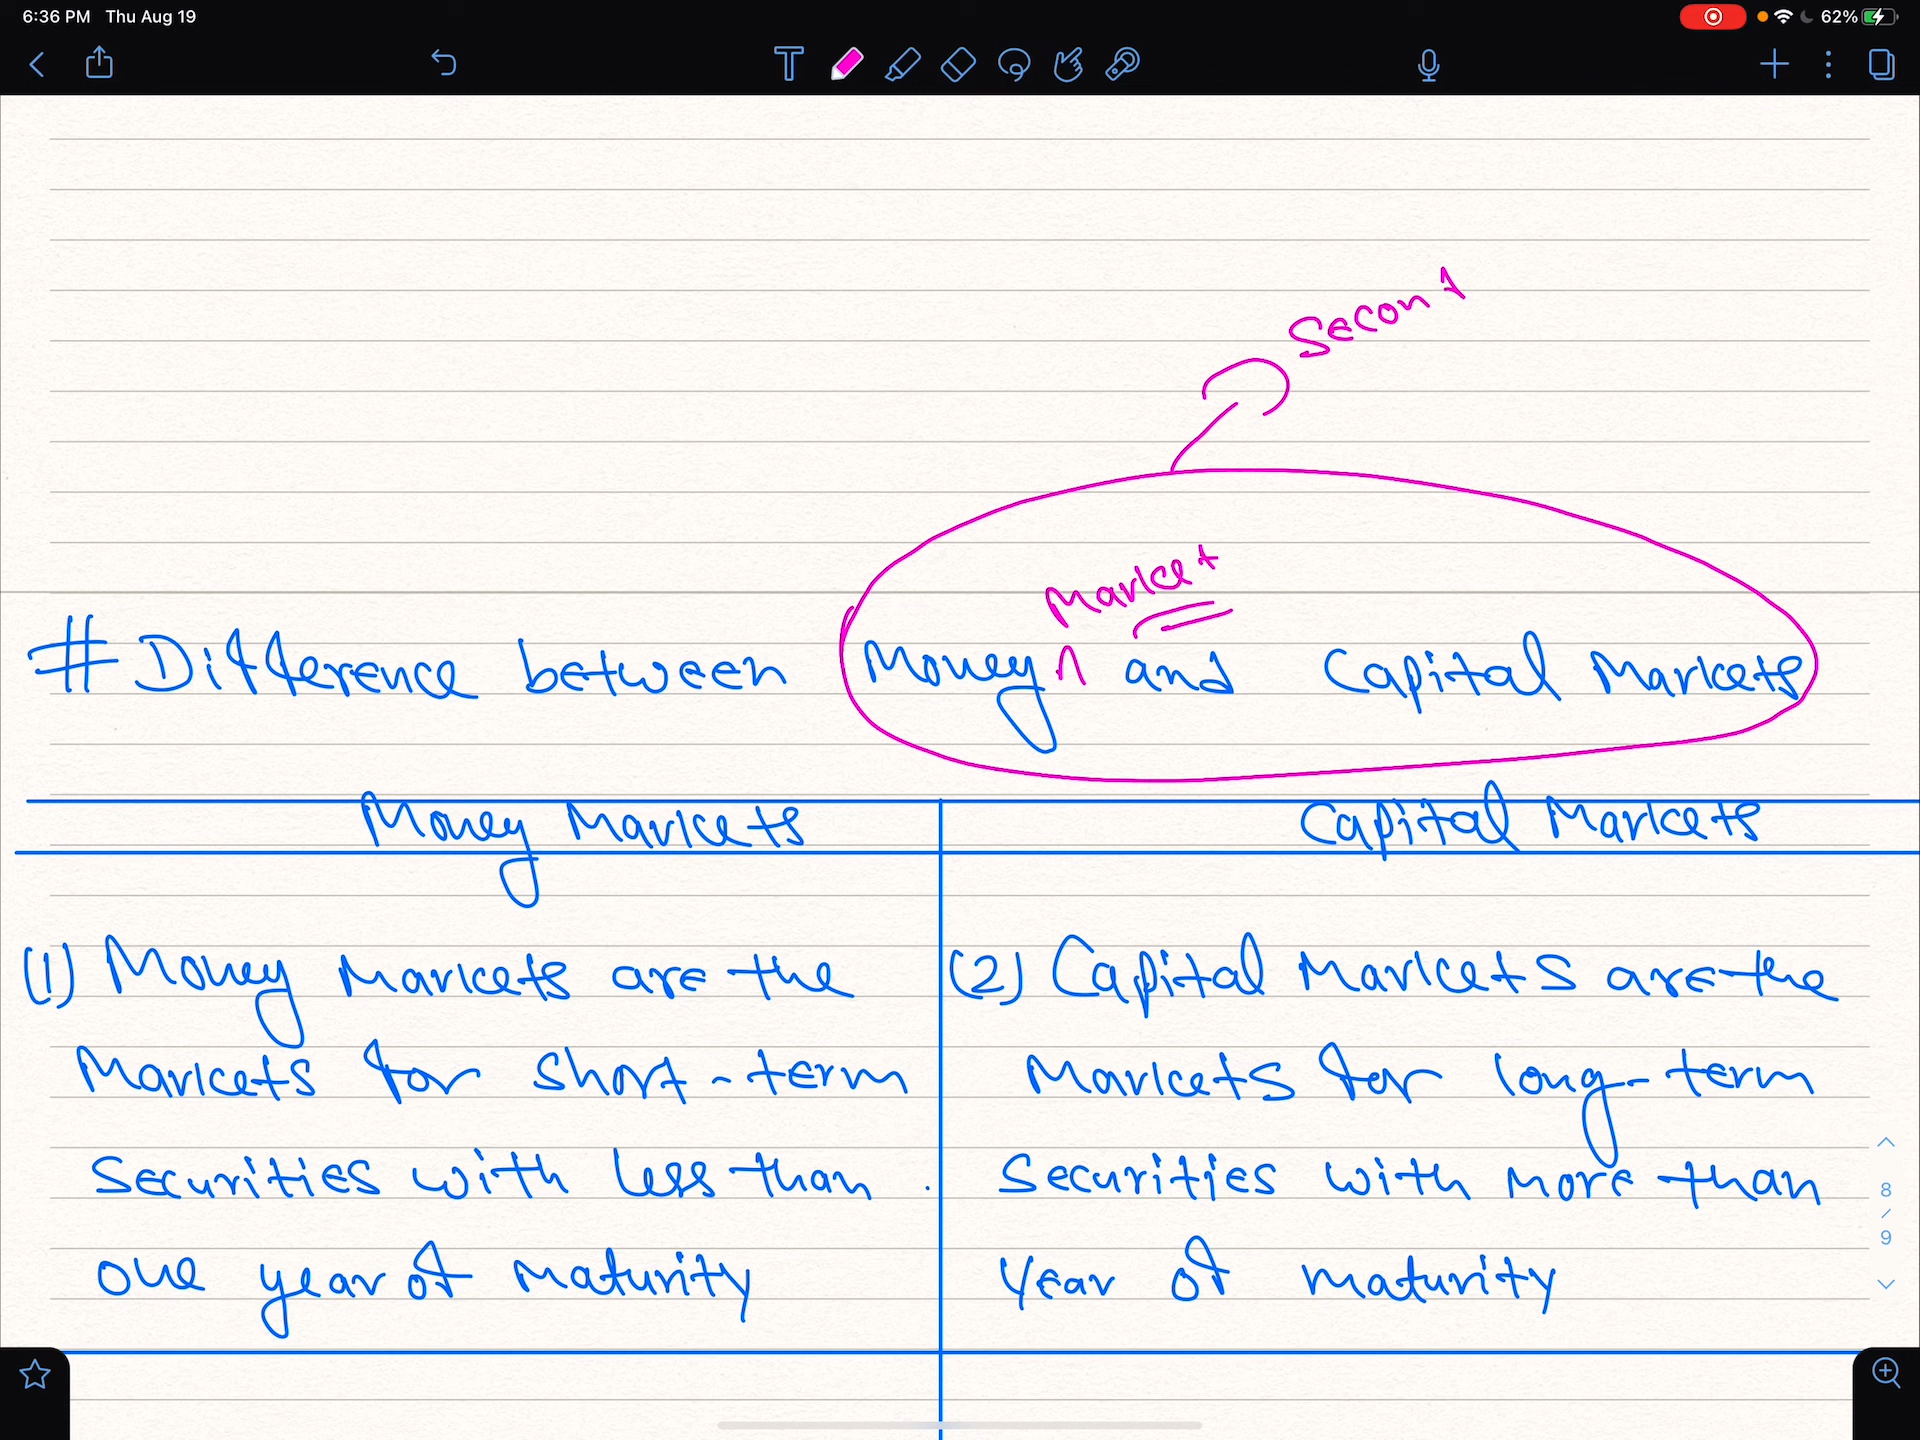 6:36 PM Thu Aug 19
62%
Market
# Difference between Money ^ and Capital Markets
Money Markets
Capital Markets
(1) Money Markets are the
Markets for short-term
securities with less than
one year of maturity
(2) Capital Markets are the
Markets for long-term
securities with more than
year of maturity
8
/
9